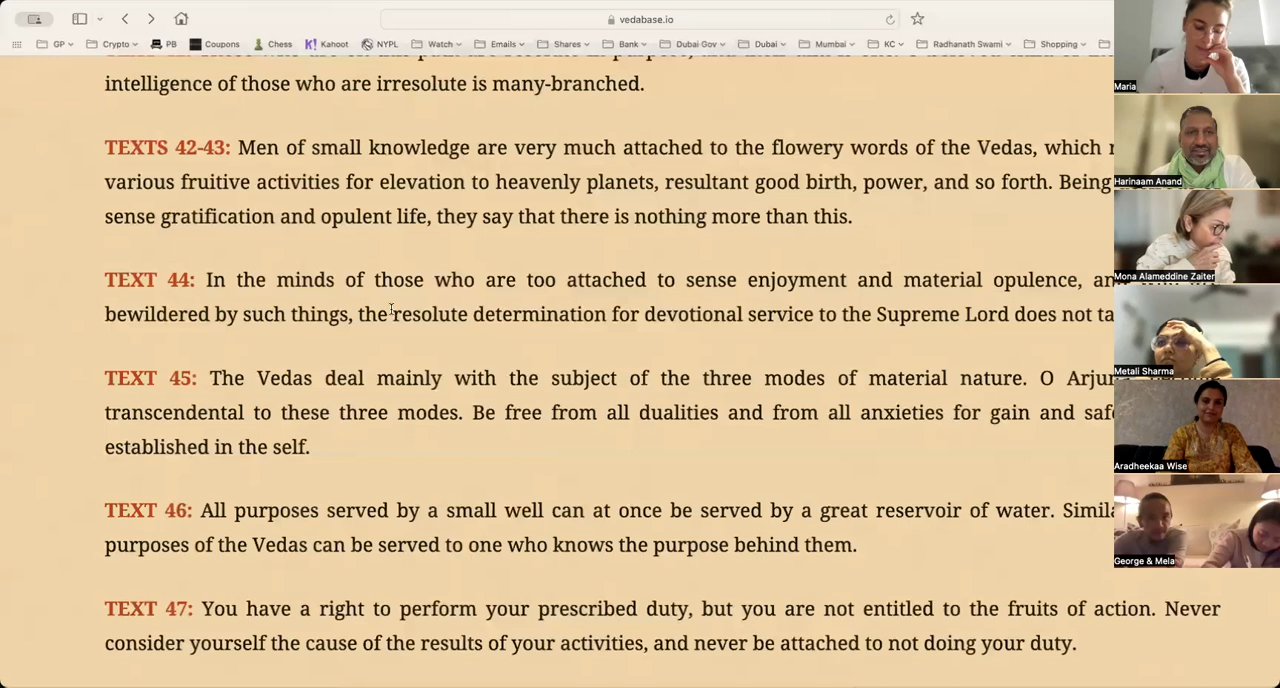 vedabase.io
GP
Crypto
PB
Coupons
Chess
K! Kahoot
NYPL
Watch
Emails
Shares
Bank
Dubai Gov
Dubai
Mumbai
KC
Radhanath Swami
Shopping
intelligence of those who are irresolute is many-branched.
TEXTS 42-43: Men of small knowledge are very much attached to the flowery words of the Vedas, which
various fruitive activities for elevation to heavenly planets, resultant good birth, power, and so forth. Being
sense gratification and opulent life, they say that there is nothing more than this.
TEXT 44: In the minds of those who are too attached to sense enjoyment and material opulence,
bewildered by such things, the resolute determination for devotional service to the Supreme Lord does not
TEXT 45: The Vedas deal mainly with the subject of the three modes of material nature. O
transcendental to these three modes. Be free from all dualities and from all anxieties for gain and
established in the self.
TEXT 46: All purposes served by a small well can at once be served by a great reservoir of water.
purposes of the Vedas can be served to one who knows the purpose behind them.
TEXT 47: You have a right to perform your prescribed duty, but you are not entitled to the fruits of action. Never
consider yourself the cause of the results of your activities, and never be attached to not doing your duty.
Maria
Harinaam Anand
Mona Alameddine Zaiter
Metali Sharma
Aradheekaa Wise
George & Mela